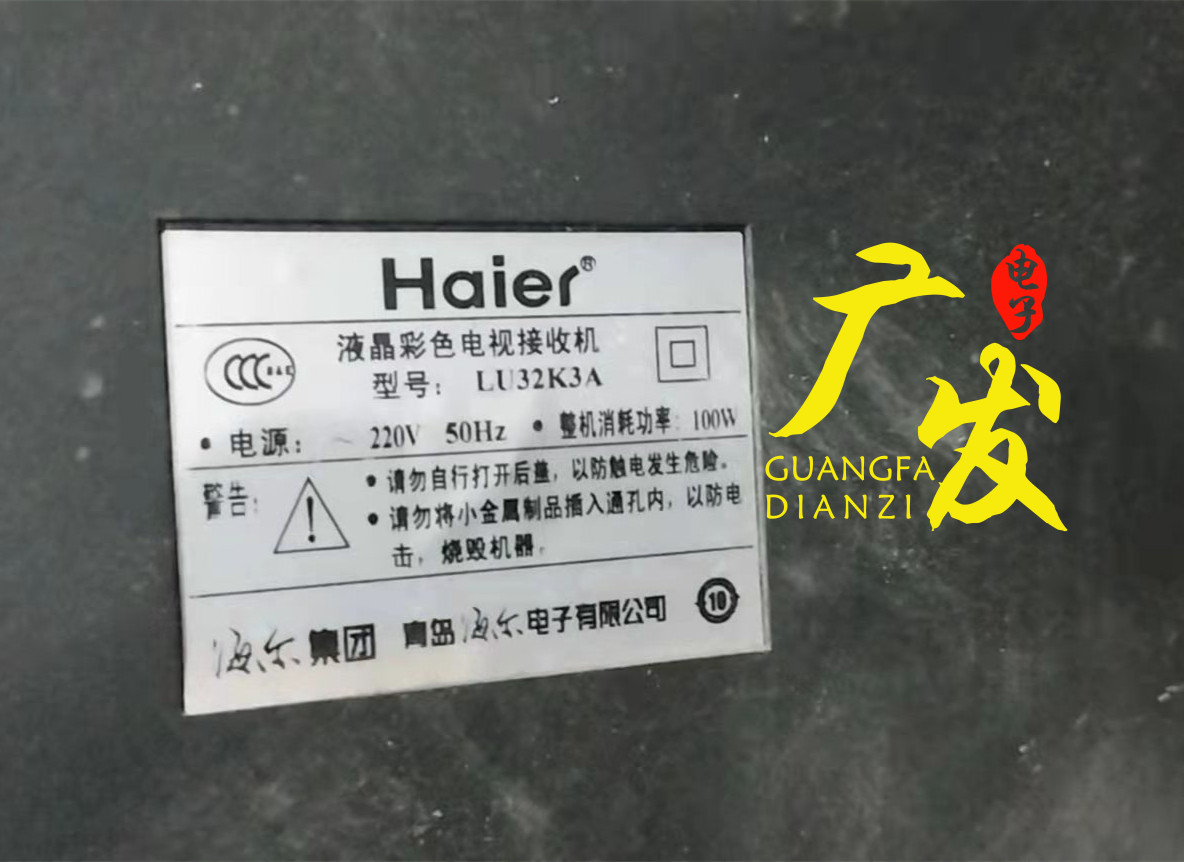 Haier®
CCC S&E
液晶彩色电视接收机
型号： LU32K3A
• 电源： ~ 220V 50Hz • 整机消耗功率：100W
警告：
！
• 请勿自行打开后盖，以防触电发生危险。
• 请勿将小金属制品插入通孔内，以防电
击，烧毁机器。
海尔集团 青岛海尔电子有限公司
10
广发
电子
GUANGFA
DIANZI